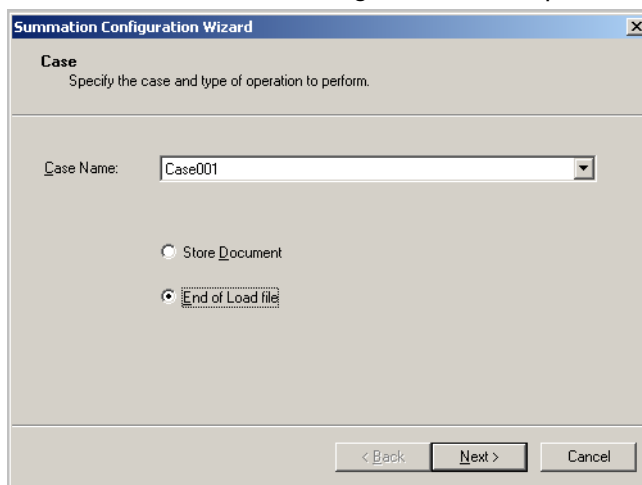 Summation Configuration Wizard
Case
Specify the case and type of operation to perform.
Case Name:
Case001
Store Document
End of Load file
< Back
Next >
Cancel